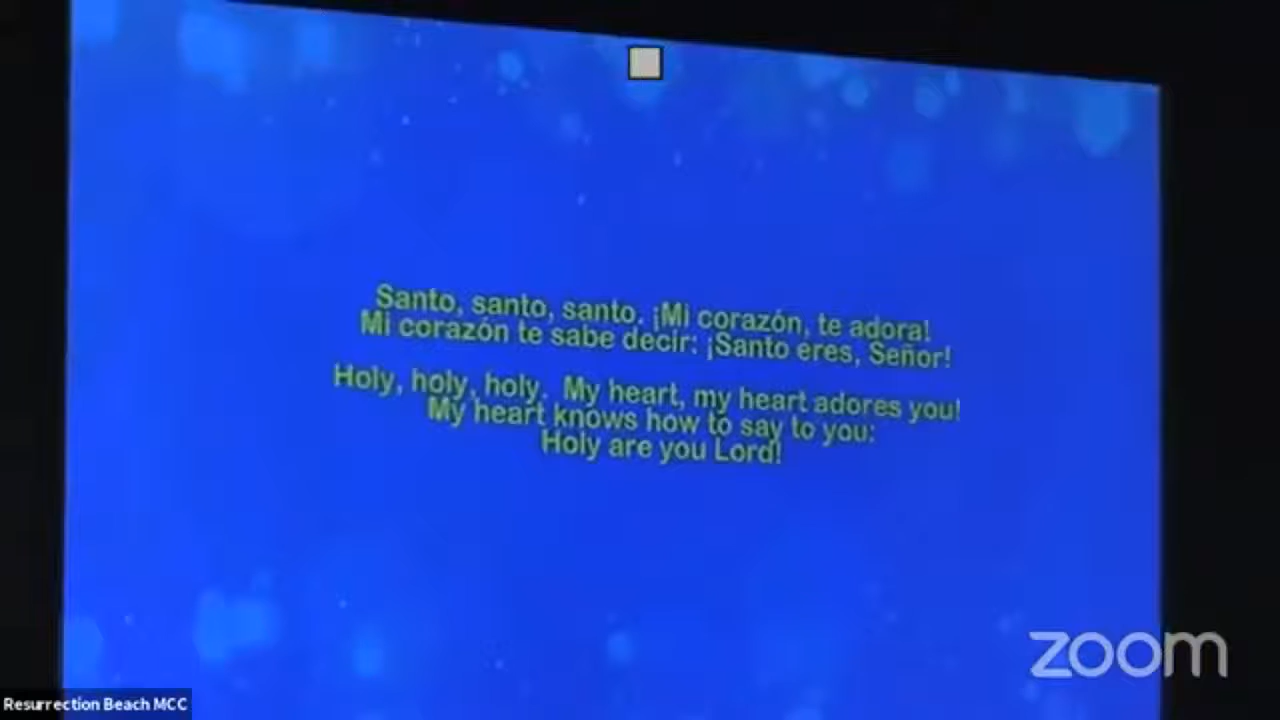 Santo, santo, santo. ¡Mi corazón, te adora!
Mi corazón te sabe decir: ¡Santo eres, Señor!
Holy, holy, holy. My heart, my heart adores you!
My heart knows how to say to you:
Holy are you Lord!
zoom
Resurrection Beach MCC